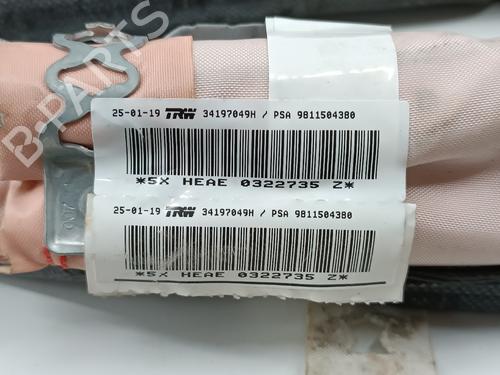 B-PARTS
25-01-19 TRW 34197049H / PSA 9811504380
*5X HEAE 0322735 Z*
25-01-19 TRW 34197049H / PSA 9811504380
*5X HEAE 0322735 Z*